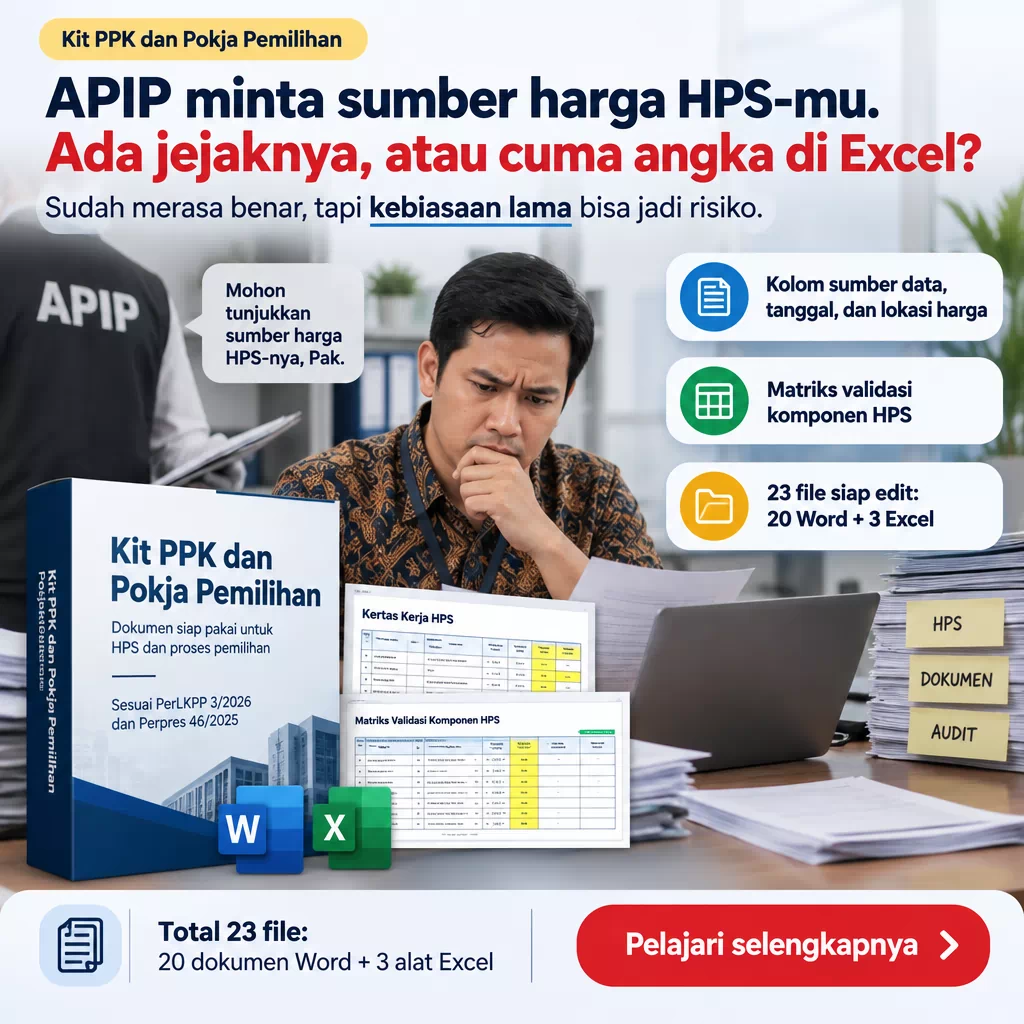 Kit PPK dan Pokja Pemilihan
APIP minta sumber harga HPS-mu.
Ada jejaknya, atau cuma angka di Excel?
Sudah merasa benar, tapi kebiasaan lama bisa jadi risiko.
APIP
Mohon
tunjukkan
sumber harga
HPS-nya, Pak.
Kolom sumber data,
tanggal, dan lokasi harga
Matriks validasi
komponen HPS
23 file siap edit:
20 Word + 3 Excel
Kit PPK dan
Pokja Pemilihan
Dokumen siap pakai untuk
HPS dan proses pemilihan
Sesuai PerLKPP 3/2026
dan Perpres 46/2025
Kit PPK dan Pokja Pemilihan
Kertas Kerja HPS
Matriks Validasi Komponen HPS
W
X
HPS
DOKUMEN
AUDIT
Total 23 file:
20 dokumen Word + 3 alat Excel
Pelajari selengkapnya